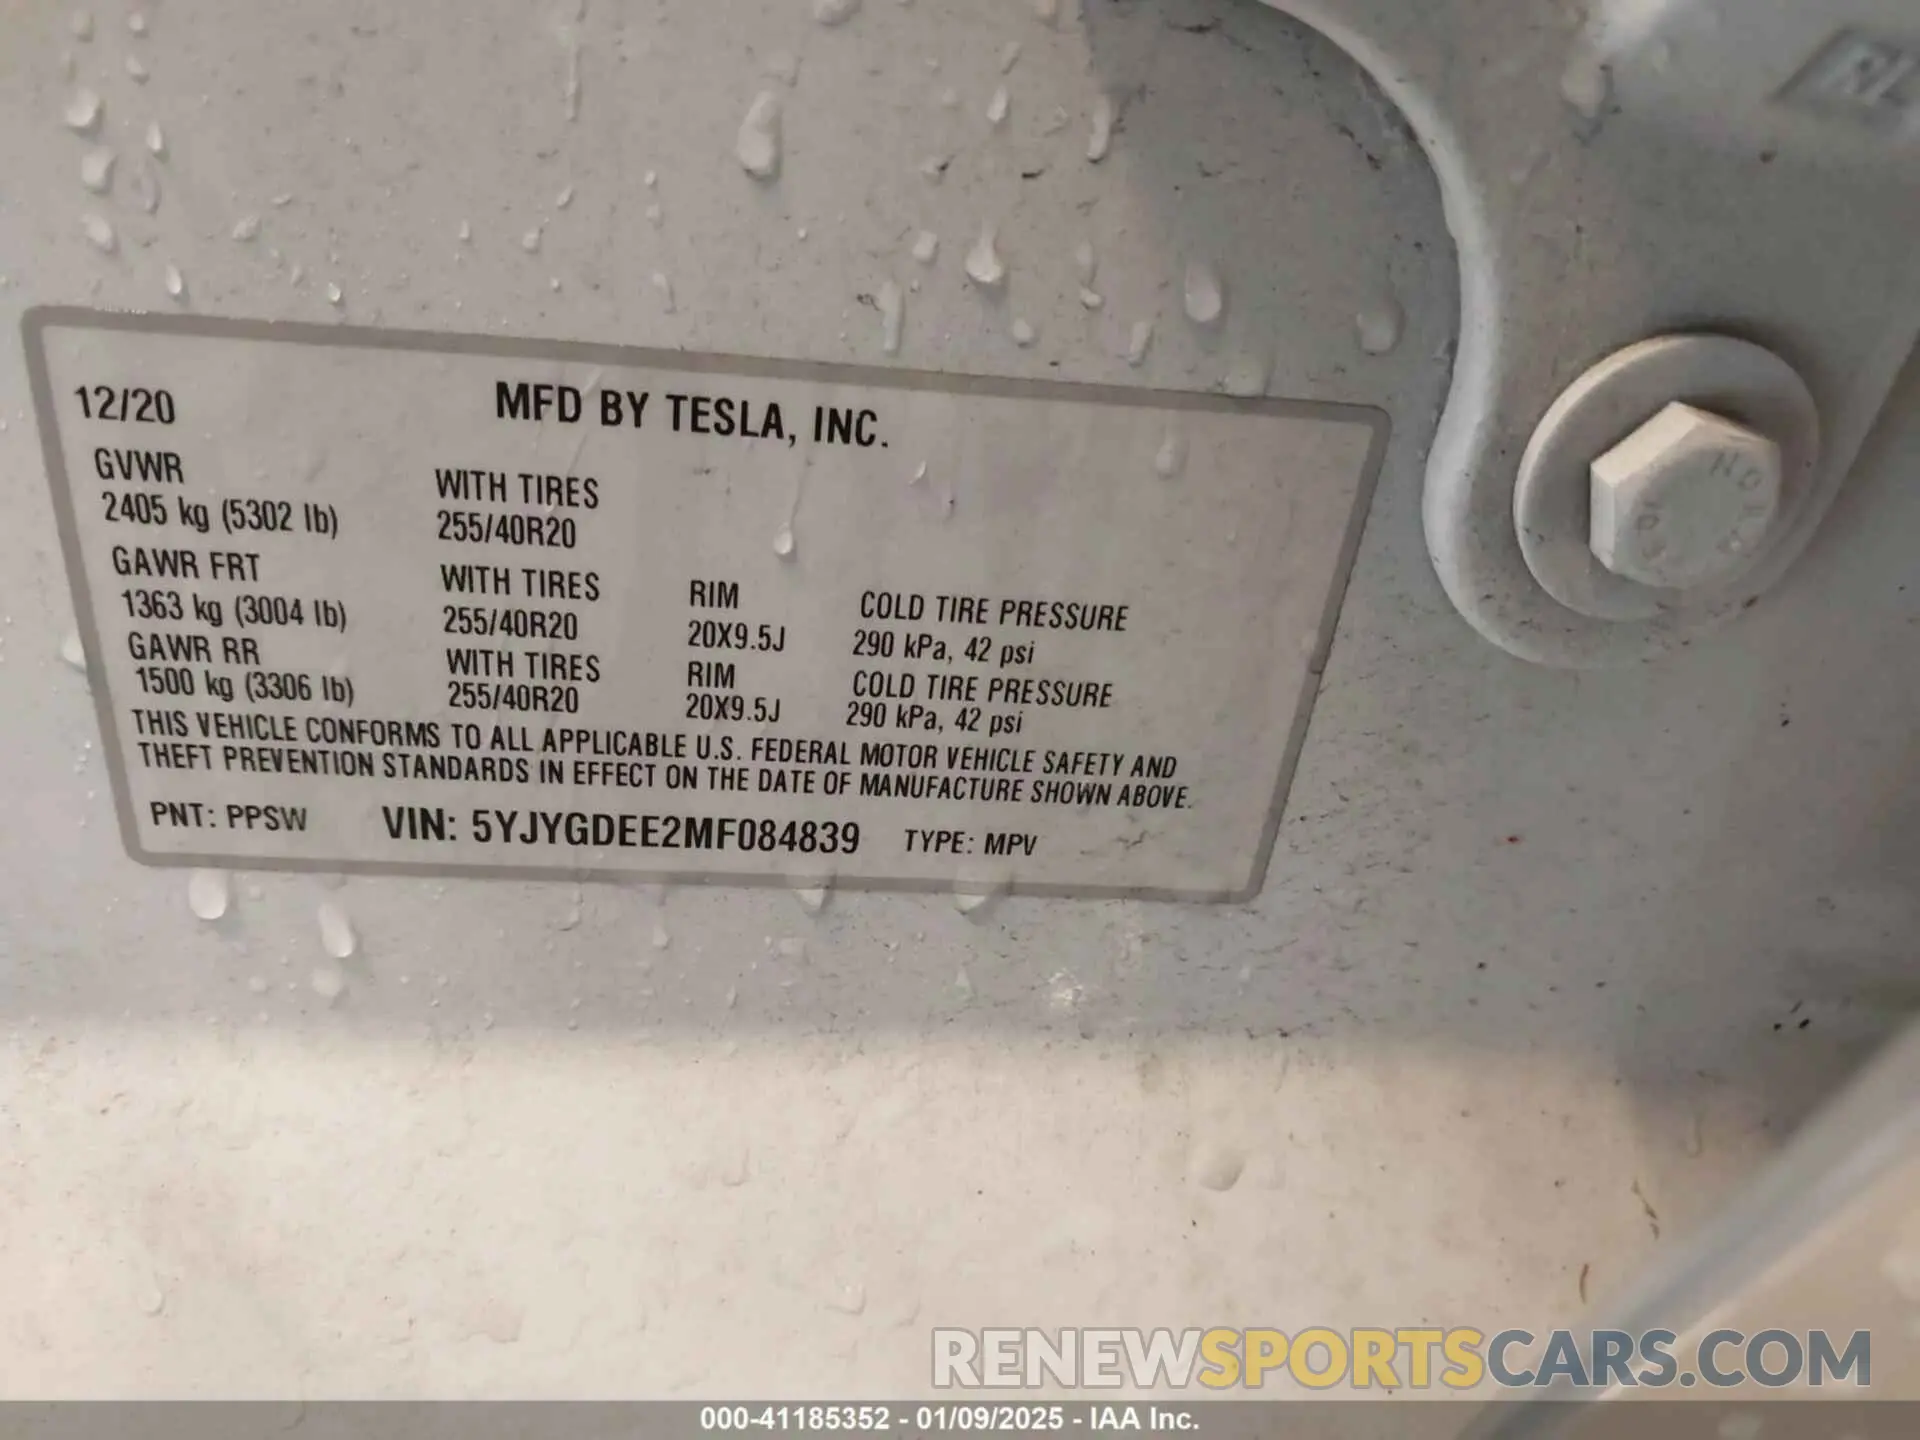 12/20 MFD BY TESLA, INC.
GVWR WITH TIRES
2405 kg (5302 lb) 255/40R20
GAWR FRT WITH TIRES RIM COLD TIRE PRESSURE
1363 kg (3004 lb) 255/40R20 20X9.5J 290 kPa, 42 psi
GAWR RR WITH TIRES RIM COLD TIRE PRESSURE
1500 kg (3306 lb) 255/40R20 20X9.5J 290 kPa, 42 psi
THIS VEHICLE CONFORMS TO ALL APPLICABLE U.S. FEDERAL MOTOR VEHICLE SAFETY AND
THEFT PREVENTION STANDARDS IN EFFECT ON THE DATE OF MANUFACTURE SHOWN ABOVE.
PNT: PPSW VIN: 5YJYGDEE2MF084839 TYPE: MPV
RENEWSPORTSCARS.COM
000-41185352 - 01/09/2025 - IAA Inc.